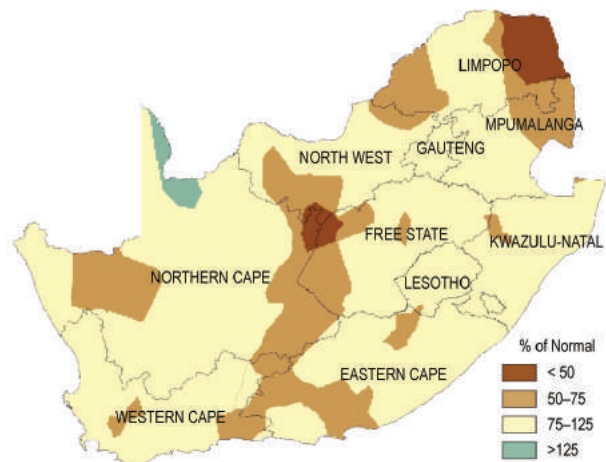 LIMPOPO
MPUMALANGA
GAUTENG
NORTH WEST
FREE STATE
KWAZULU-NATAL
NORTHERN CAPE
LESOTHO
EASTERN CAPE
WESTERN CAPE
% of Normal
< 50
50–75
75–125
>125